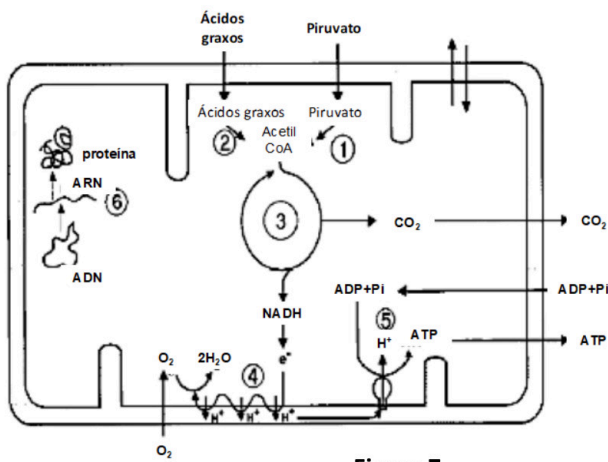 Ácidos
graxos
Piruvato
Ácidos graxos
Piruvato
Acetil
CoA
2
1
proteína
ARN
6
ADN
3
CO2
CO2
NADH
ADP+Pi
ADP+Pi
5
H+
ATP
ATP
O2
2H2O
4
e-
H+
H+
H+
O2